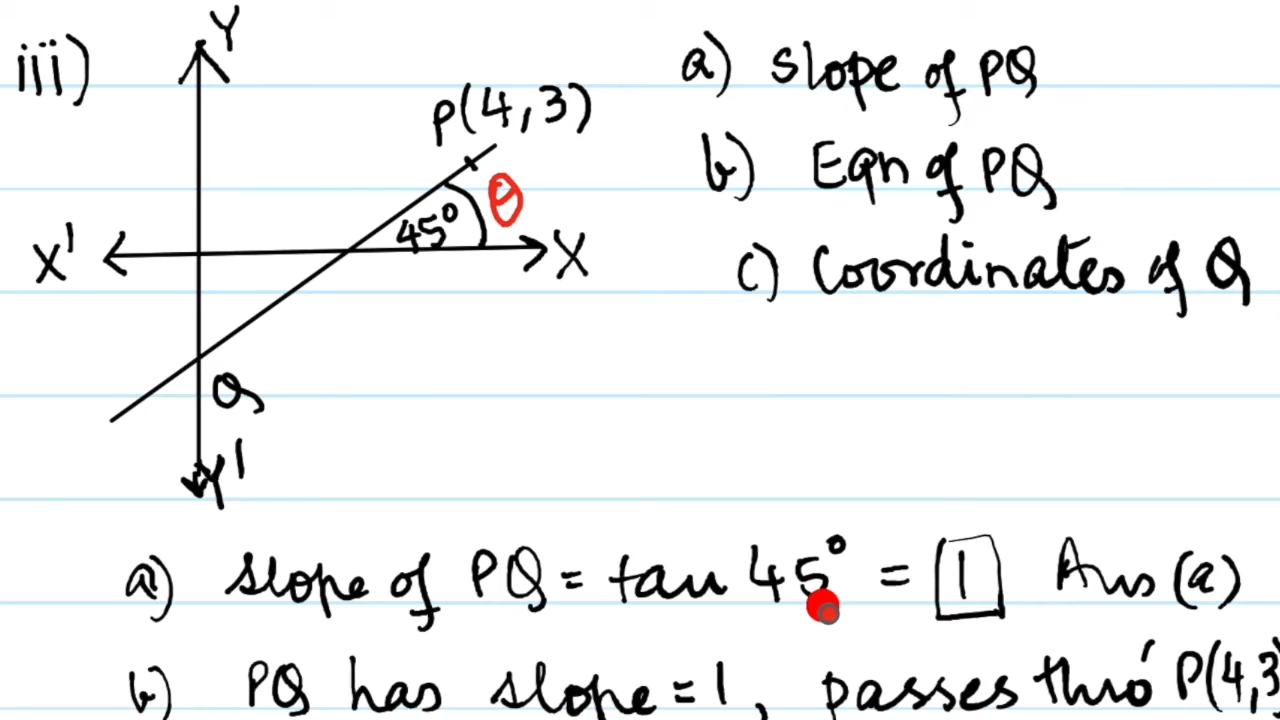 iii)
Y
P(4,3)
θ
45°
X' X
Q
Y'
a) Slope of PQ
b) Eqn of PQ
c) Coordinates of Q
a) Slope of PQ = tan 45° = 1 Ans (a)
b) PQ has slope = 1, passes thro' P(4,3)